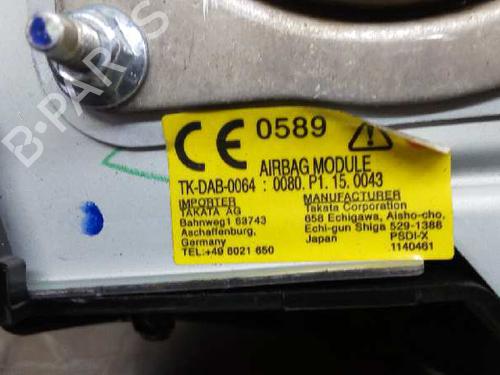 B-PARTS
CE 0589
AIRBAG MODULE
TK-DAB-0064 : 0080. P1. 15. 0043
IMPORTER
TAKATA AG
Bahnweg1 63743
Aschaffenburg,
Germany
TEL:+49 6021 650
MANUFACTURER
Takata Corporation
658 Echigawa, Aisho-cho,
Echi-gun Shiga 529-1388
Japan PSDI-X
1140461